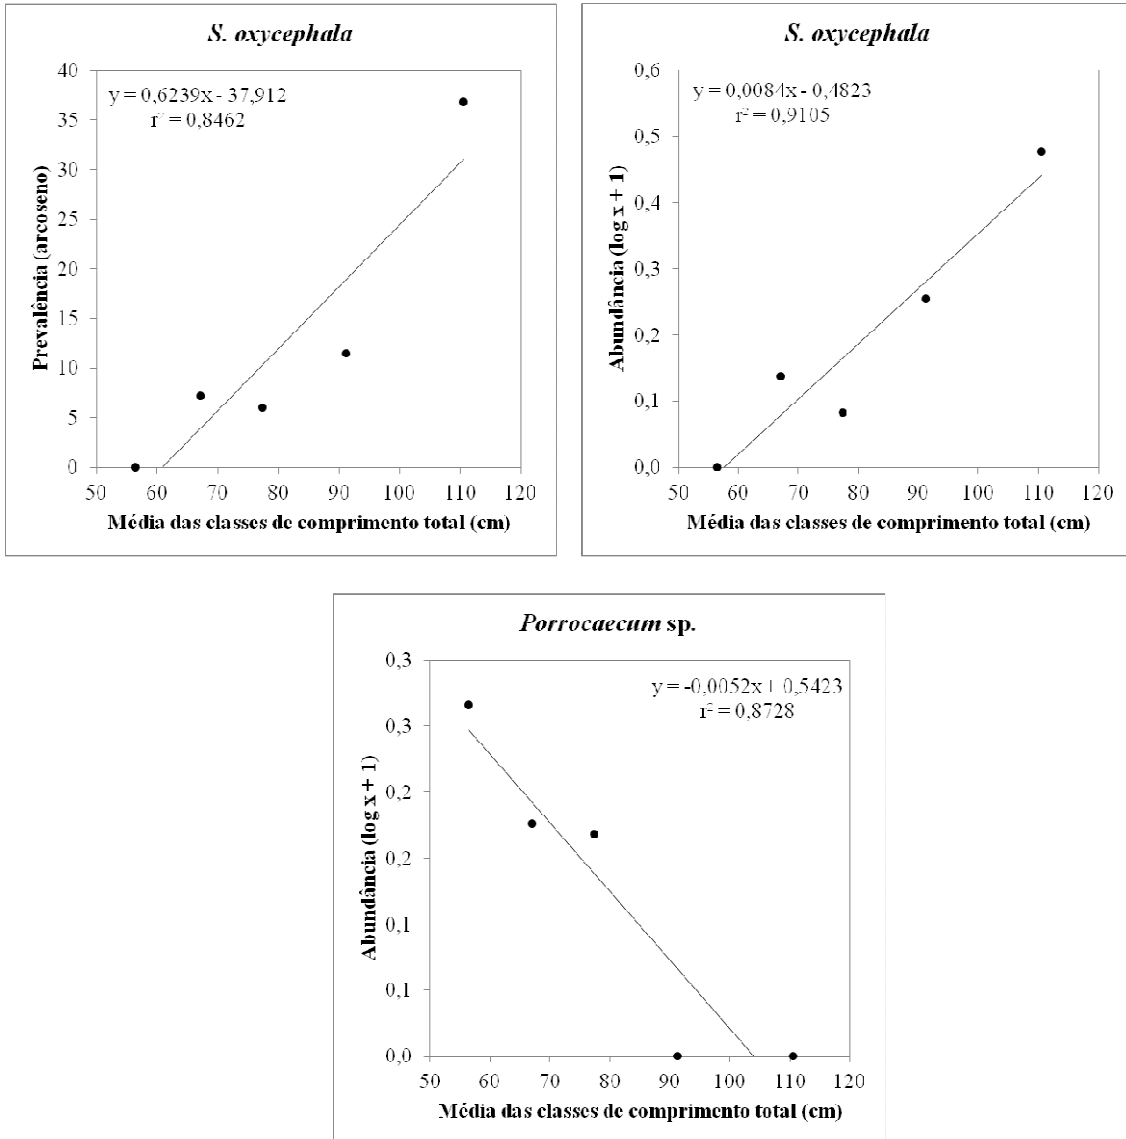 S. oxycephala
y = 0,6239x - 37,912
r² = 0,8462
Prevalência (arcoseno)
40
35
30
25
20
15
10
5
0
50 60 70 80 90 100 110 120
Média das classes de comprimento total (cm)
S. oxycephala
y = 0,0084x - 0,4823
r² = 0,9105
Abundância (log x + 1)
0,6
0,5
0,4
0,3
0,2
0,1
0,0
50 60 70 80 90 100 110 120
Média das classes de comprimento total (cm)
Porrocaecum sp.
y = -0,0052x + 0,5423
r² = 0,8728
Abundância (log x + 1)
0,3
0,3
0,2
0,2
0,1
0,1
0,0
50 60 70 80 90 100 110 120
Média das classes de comprimento total (cm)